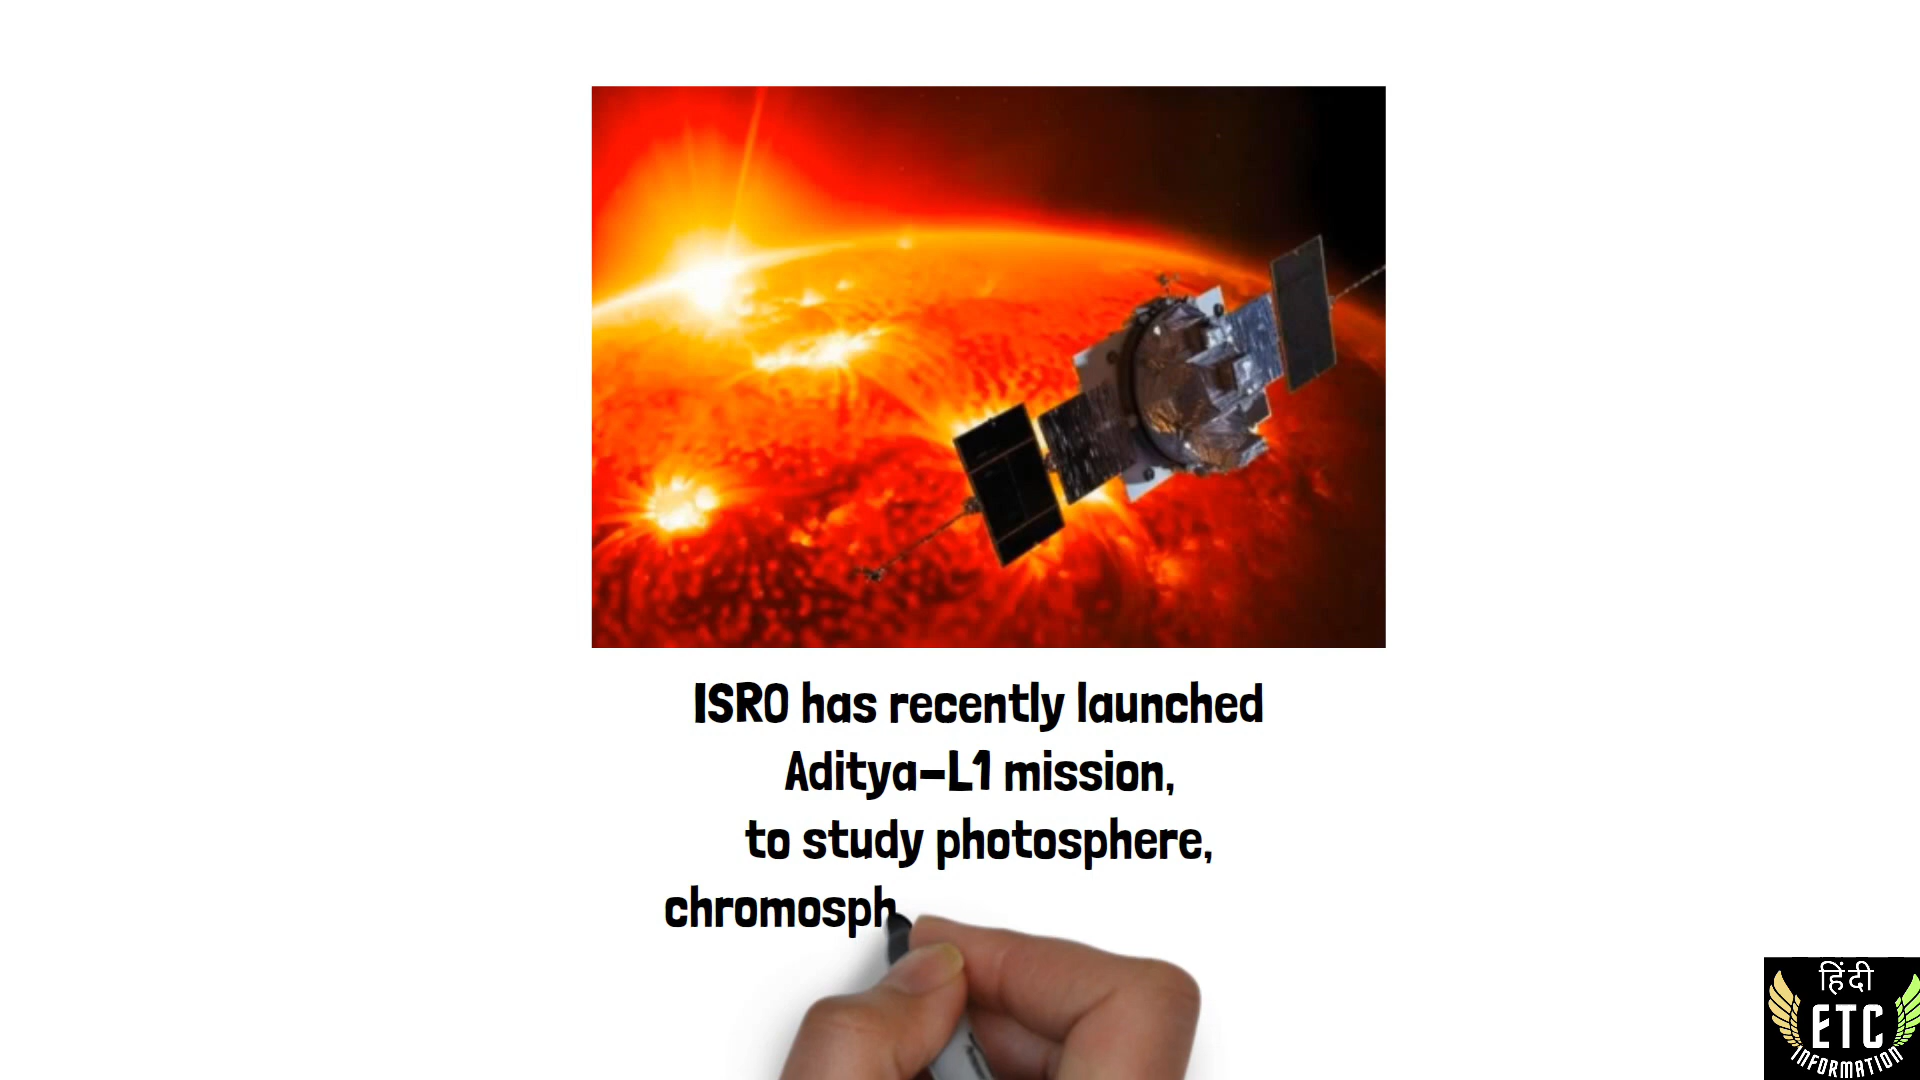 ISRO has recently launched
Aditya-L1 mission,
to study photosphere,
chromosph
हिंदी
ETC
INFORMATION